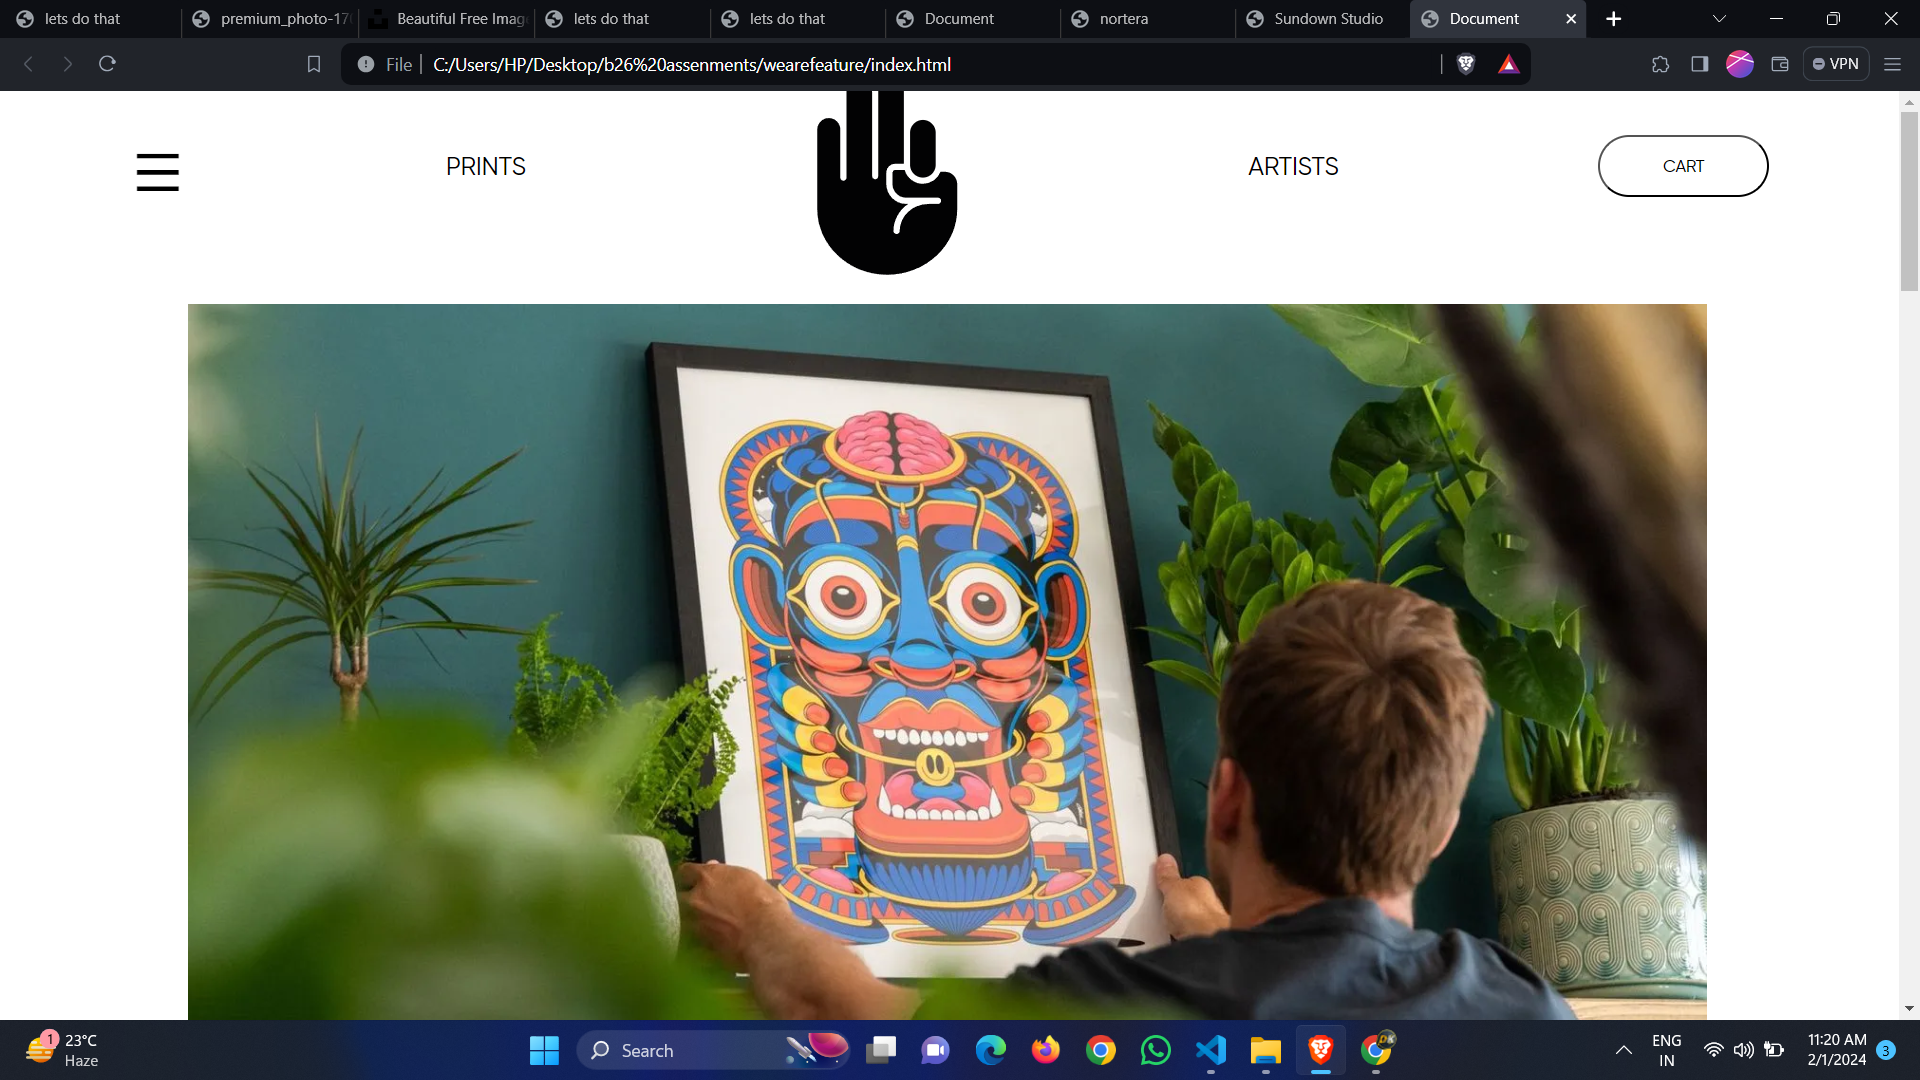 lets do that
premium_photo-17
Beautiful Free Imag
lets do that
lets do that
Document
nortera
Sundown Studio
Document
File
C:/Users/HP/Desktop/b26%20assenments/wearefeature/index.html
VPN
PRINTS
ARTISTS
CART
1
23°C
Haze
Search
DK
ENG
IN
11:20 AM
2/1/2024
3